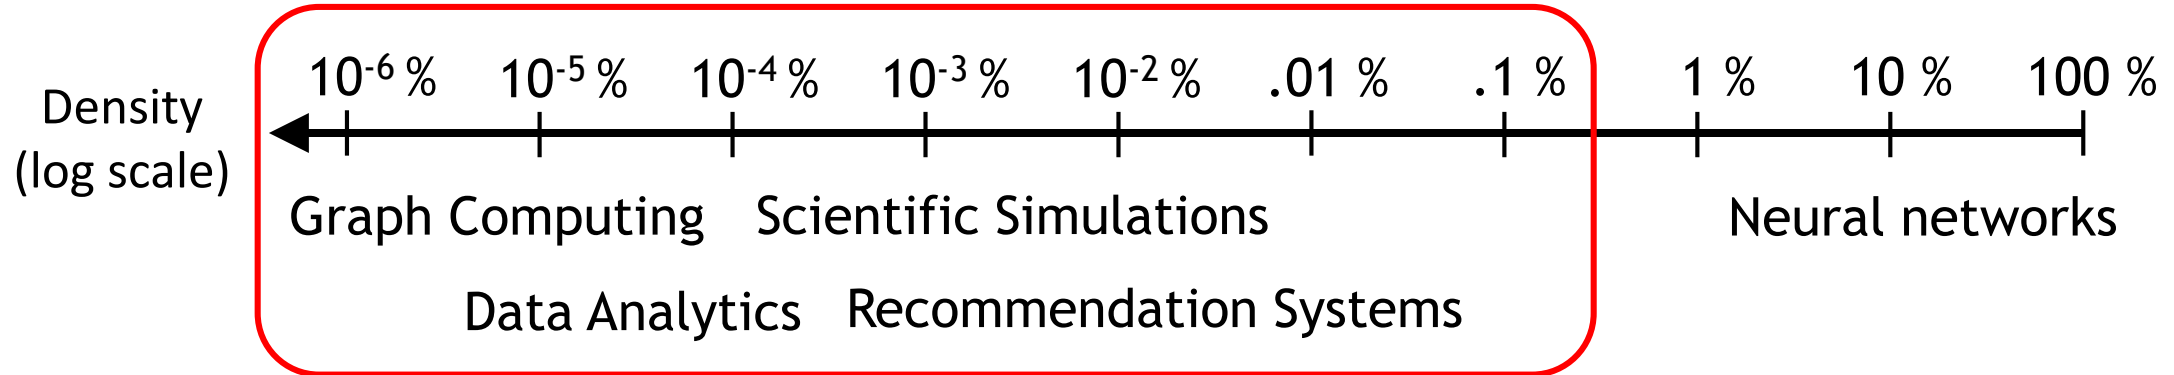 10⁻⁶ % 10⁻⁵ % 10⁻⁴ % 10⁻³ % 10⁻² % .01 % .1 % 1 % 10 % 100 %
Density
(log scale)
Graph Computing Scientific Simulations Neural networks
Data Analytics Recommendation Systems